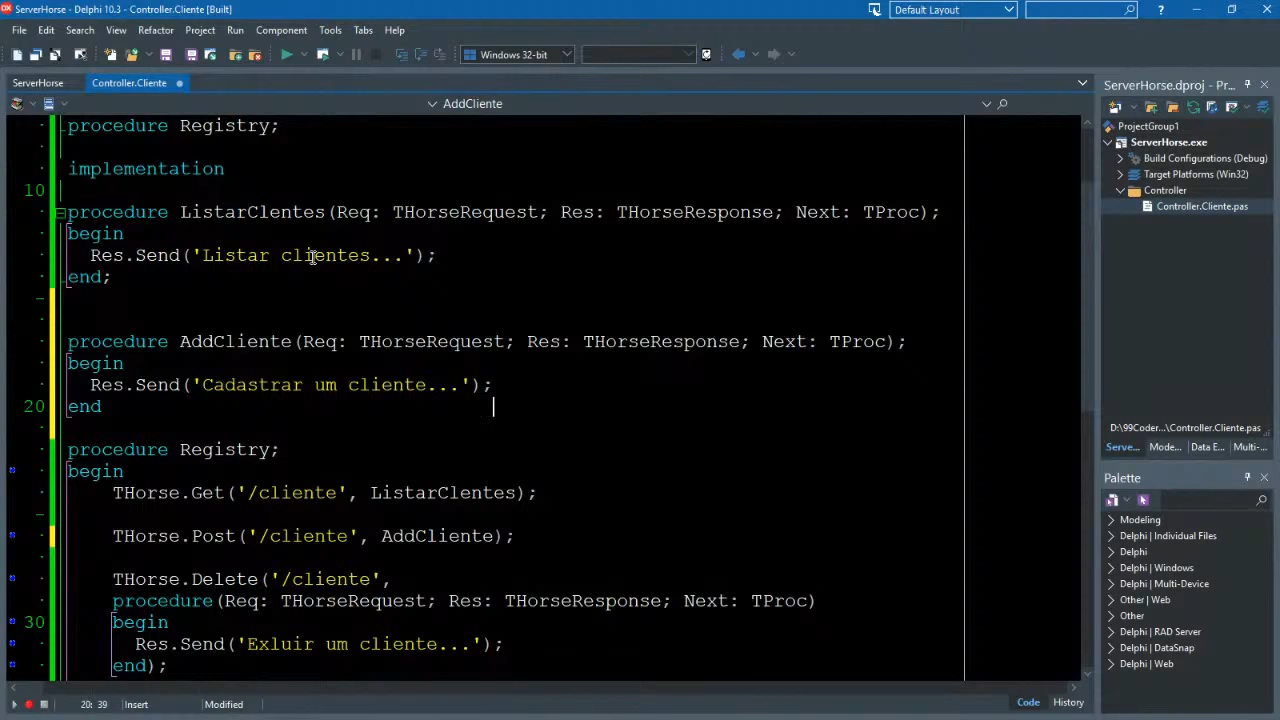 ServerHorse - Delphi 10.3 - Controller.Cliente [Built]
Default Layout
File Edit Search View Refactor Project Run Component Tools Tabs Help
Windows 32-bit
ServerHorse Controller.Cliente
AddCliente
procedure Registry;
implementation
10
procedure ListarClentes(Req: THorseRequest; Res: THorseResponse; Next: TProc);
begin
Res.Send('Listar clientes...');
end;
procedure AddCliente(Req: THorseRequest; Res: THorseResponse; Next: TProc);
begin
Res.Send('Cadastrar um cliente...');
20 end
procedure Registry;
begin
THorse.Get('/cliente', ListarClentes);
THorse.Post('/cliente', AddCliente);
THorse.Delete('/cliente',
procedure(Req: THorseRequest; Res: THorseResponse; Next: TProc)
30 begin
Res.Send('Exluir um cliente...');
end);
20: 39 Insert Modified Code History
ServerHorse.dproj - Pr...
ProjectGroup1
ServerHorse.exe
Build Configurations (Debug)
Target Platforms (Win32)
Controller
Controller.Cliente.pas
D:\99Coder...\Controller.Cliente.pas
Serve... Mode... Data E... Multi-...
Palette
Modeling
Delphi | Individual Files
Delphi
Delphi | Windows
Delphi | Multi-Device
Other | Web
Other
Delphi | RAD Server
Delphi | DataSnap
Delphi | Web